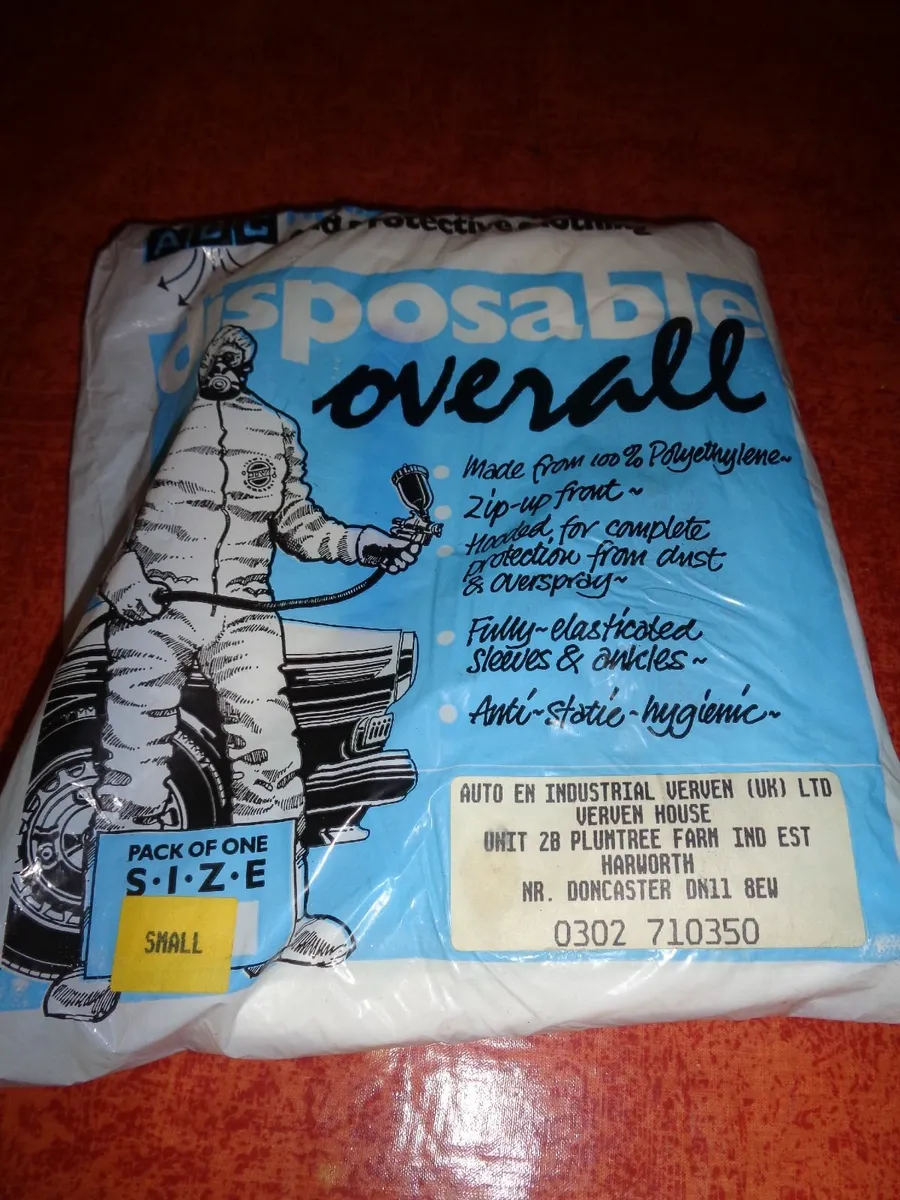 Protective Clothing
disposable
overall
Made from 100% Polyethylene~
Zip-up front~
Hooded, for complete
protection from dust
& overspray~
Fully~elasticated
sleeves & ankles~
Anti~static-hygienic~
AUTO EN INDUSTRIAL VERVEN (UK) LTD
VERVEN HOUSE
UNIT 2B PLUMTREE FARM IND EST
HARWORTH
NR. DONCASTER DN11 8EW
0302 710350
PACK OF ONE
S·I·Z·E
SMALL